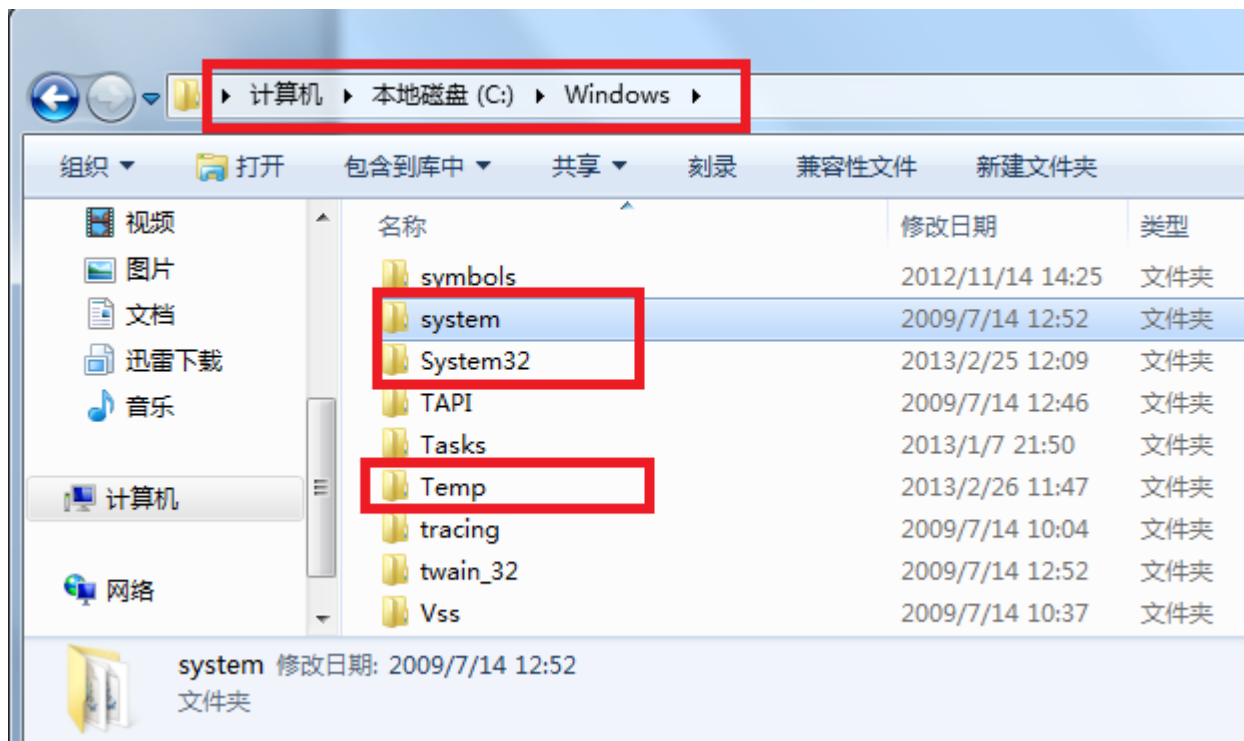 计算机 本地磁盘 (C:) Windows
组织 打开 包含到库中 共享 刻录 兼容性文件 新建文件夹
视频
图片
文档
迅雷下载
音乐
计算机
网络
名称 修改日期 类型
symbols 2012/11/14 14:25 文件夹
system 2009/7/14 12:52 文件夹
System32 2013/2/25 12:09 文件夹
TAPI 2009/7/14 12:46 文件夹
Tasks 2013/1/7 21:50 文件夹
Temp 2013/2/26 11:47 文件夹
tracing 2009/7/14 10:04 文件夹
twain_32 2009/7/14 12:52 文件夹
Vss 2009/7/14 10:37 文件夹
system 修改日期: 2009/7/14 12:52
文件夹